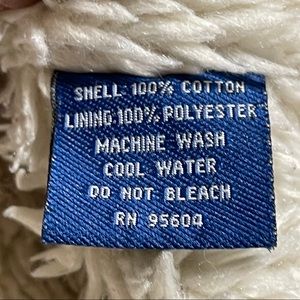 SHELL: 100% COTTON
LINING: 100% POLYESTER
MACHINE WASH
COOL WATER
DO NOT BLEACH
RN 95604